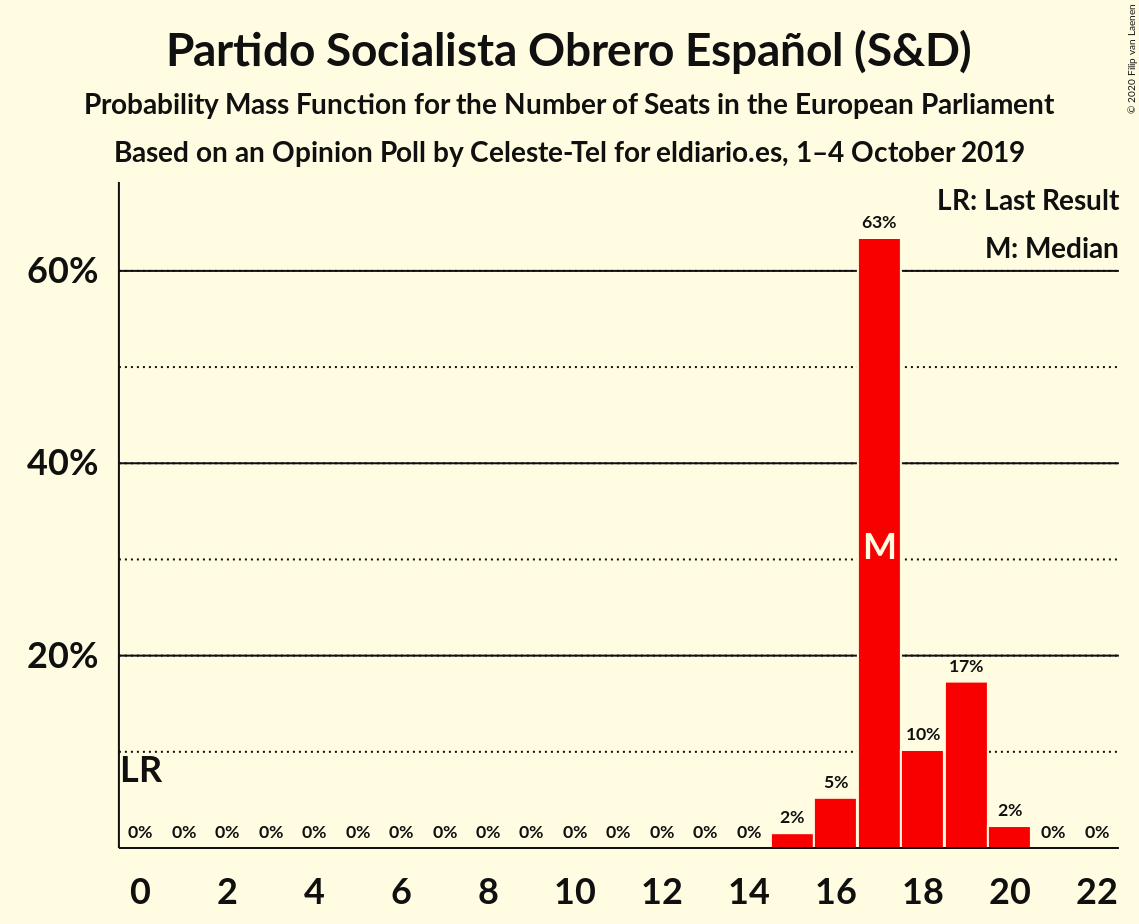 Partido Socialista Obrero Español (S&D)
Probability Mass Function for the Number of Seats in the European Parliament
Based on an Opinion Poll by Celeste-Tel for eldiario.es, 1–4 October 2019
© 2020 Filip van Laenen
LR: Last Result
M: Median
63%
60%
40%
M
20%
17%
10%
LR
5%
2%
2%
0% 0% 0% 0% 0% 0% 0% 0% 0% 0% 0% 0% 0% 0% 0% 0% 0%
0 2 4 6 8 10 12 14 16 18 20 22